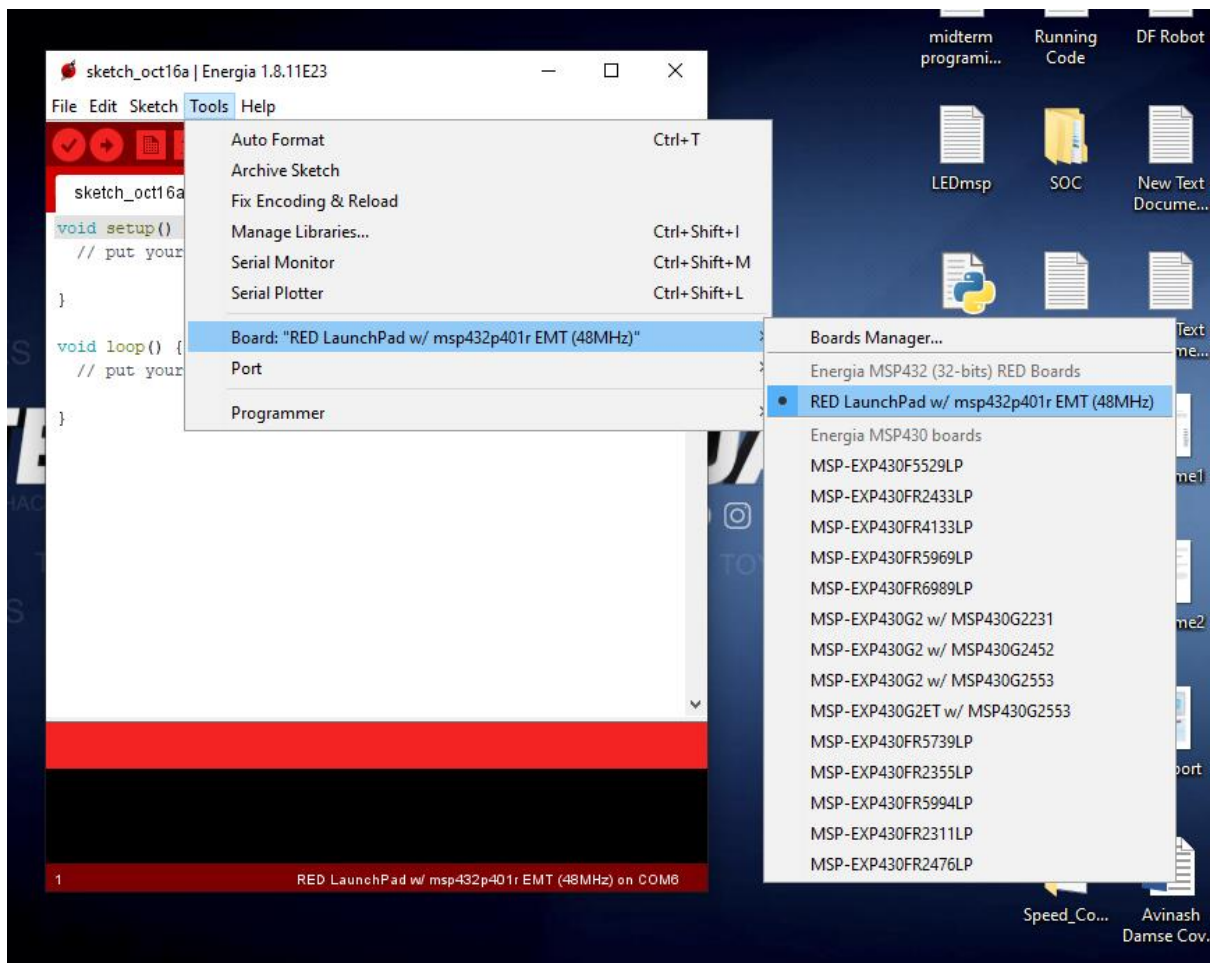 midterm
programi...
Running
Code
DF Robot
sketch_oct16a | Energia 1.8.11E23
File Edit Sketch Tools Help
sketch_oct16a
void setup()
// put your
}
void loop() {
// put your
}
Auto Format Ctrl+T
Archive Sketch
Fix Encoding & Reload
Manage Libraries... Ctrl+Shift+I
Serial Monitor Ctrl+Shift+M
Serial Plotter Ctrl+Shift+L
Board: "RED LaunchPad w/ msp432p401r EMT (48MHz)"
Port
Programmer
Boards Manager...
Energia MSP432 (32-bits) RED Boards
RED LaunchPad w/ msp432p401r EMT (48MHz)
Energia MSP430 boards
MSP-EXP430F5529LP
MSP-EXP430FR2433LP
MSP-EXP430FR4133LP
MSP-EXP430FR5969LP
MSP-EXP430FR6989LP
MSP-EXP430G2 w/ MSP430G2231
MSP-EXP430G2 w/ MSP430G2452
MSP-EXP430G2 w/ MSP430G2553
MSP-EXP430G2ET w/ MSP430G2553
MSP-EXP430FR5739LP
MSP-EXP430FR2355LP
MSP-EXP430FR5994LP
MSP-EXP430FR2311LP
MSP-EXP430FR2476LP
1 RED LaunchPad w/ msp432p401r EMT (48MHz) on COM6
LEDmsp
SOC
New Text
Docume...
Text
me...
me1
me2
port
Speed_Co...
Avinash
Damse Cov.